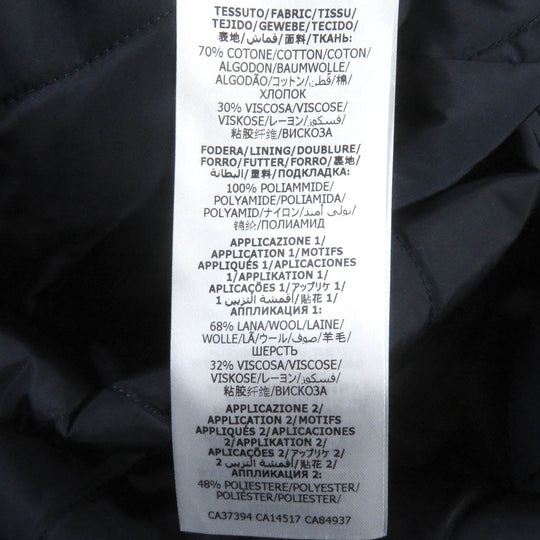 TESSUTO/FABRIC/TISSU/
TEJIDO/GEWEBE/TECIDO/
表地/قماش/面料/ТКАНЬ:
70% COTONE/COTTON/COTON/
ALGODON/BAUMWOLLE/
ALGODÃO/コットン/قطن/棉/
ХЛОПОК
30% VISCOSA/VISCOSE/
VISKOSE/レーヨン/فسكوز/
粘胶纤维/ВИСКОЗА
FODERA/LINING/DOUBLURE/
FORRO/FUTTER/FORRO/裏地/
البطانة/里料/ПОДКЛАДКА:
100% POLIAMMIDE/
POLYAMIDE/POLIAMIDA/
POLYAMID/ナイロン/بولي أميد/
锦纶/ПОЛИАМИД
APPLICAZIONE 1/
APPLICATION 1/MOTIFS
APPLIQUÉS 1/APLICACIONES
1/APPLIKATION 1/
APLICAÇÕES 1/アップリケ 1/
أقمشة التزيين 1/贴花 1/
АППЛИКАЦИЯ 1:
68% LANA/WOOL/LAINE/
WOLLE/LÃ/ウール/صوف/羊毛/
ШЕРСТЬ
32% VISCOSA/VISCOSE/
VISKOSE/レーヨン/فسكوز/
粘胶纤维/ВИСКОЗА
APPLICAZIONE 2/
APPLICATION 2/MOTIFS
APPLIQUÉS 2/APLICACIONES
2/APPLIKATION 2/
APLICAÇÕES 2/アップリケ 2/
أقمشة التزيين 2/贴花 2/
АППЛИКАЦИЯ 2:
48% POLIESTERE/POLYESTER/
POLIÉSTER/POLIÉSTER/
CA37394 CA14517 CA84937